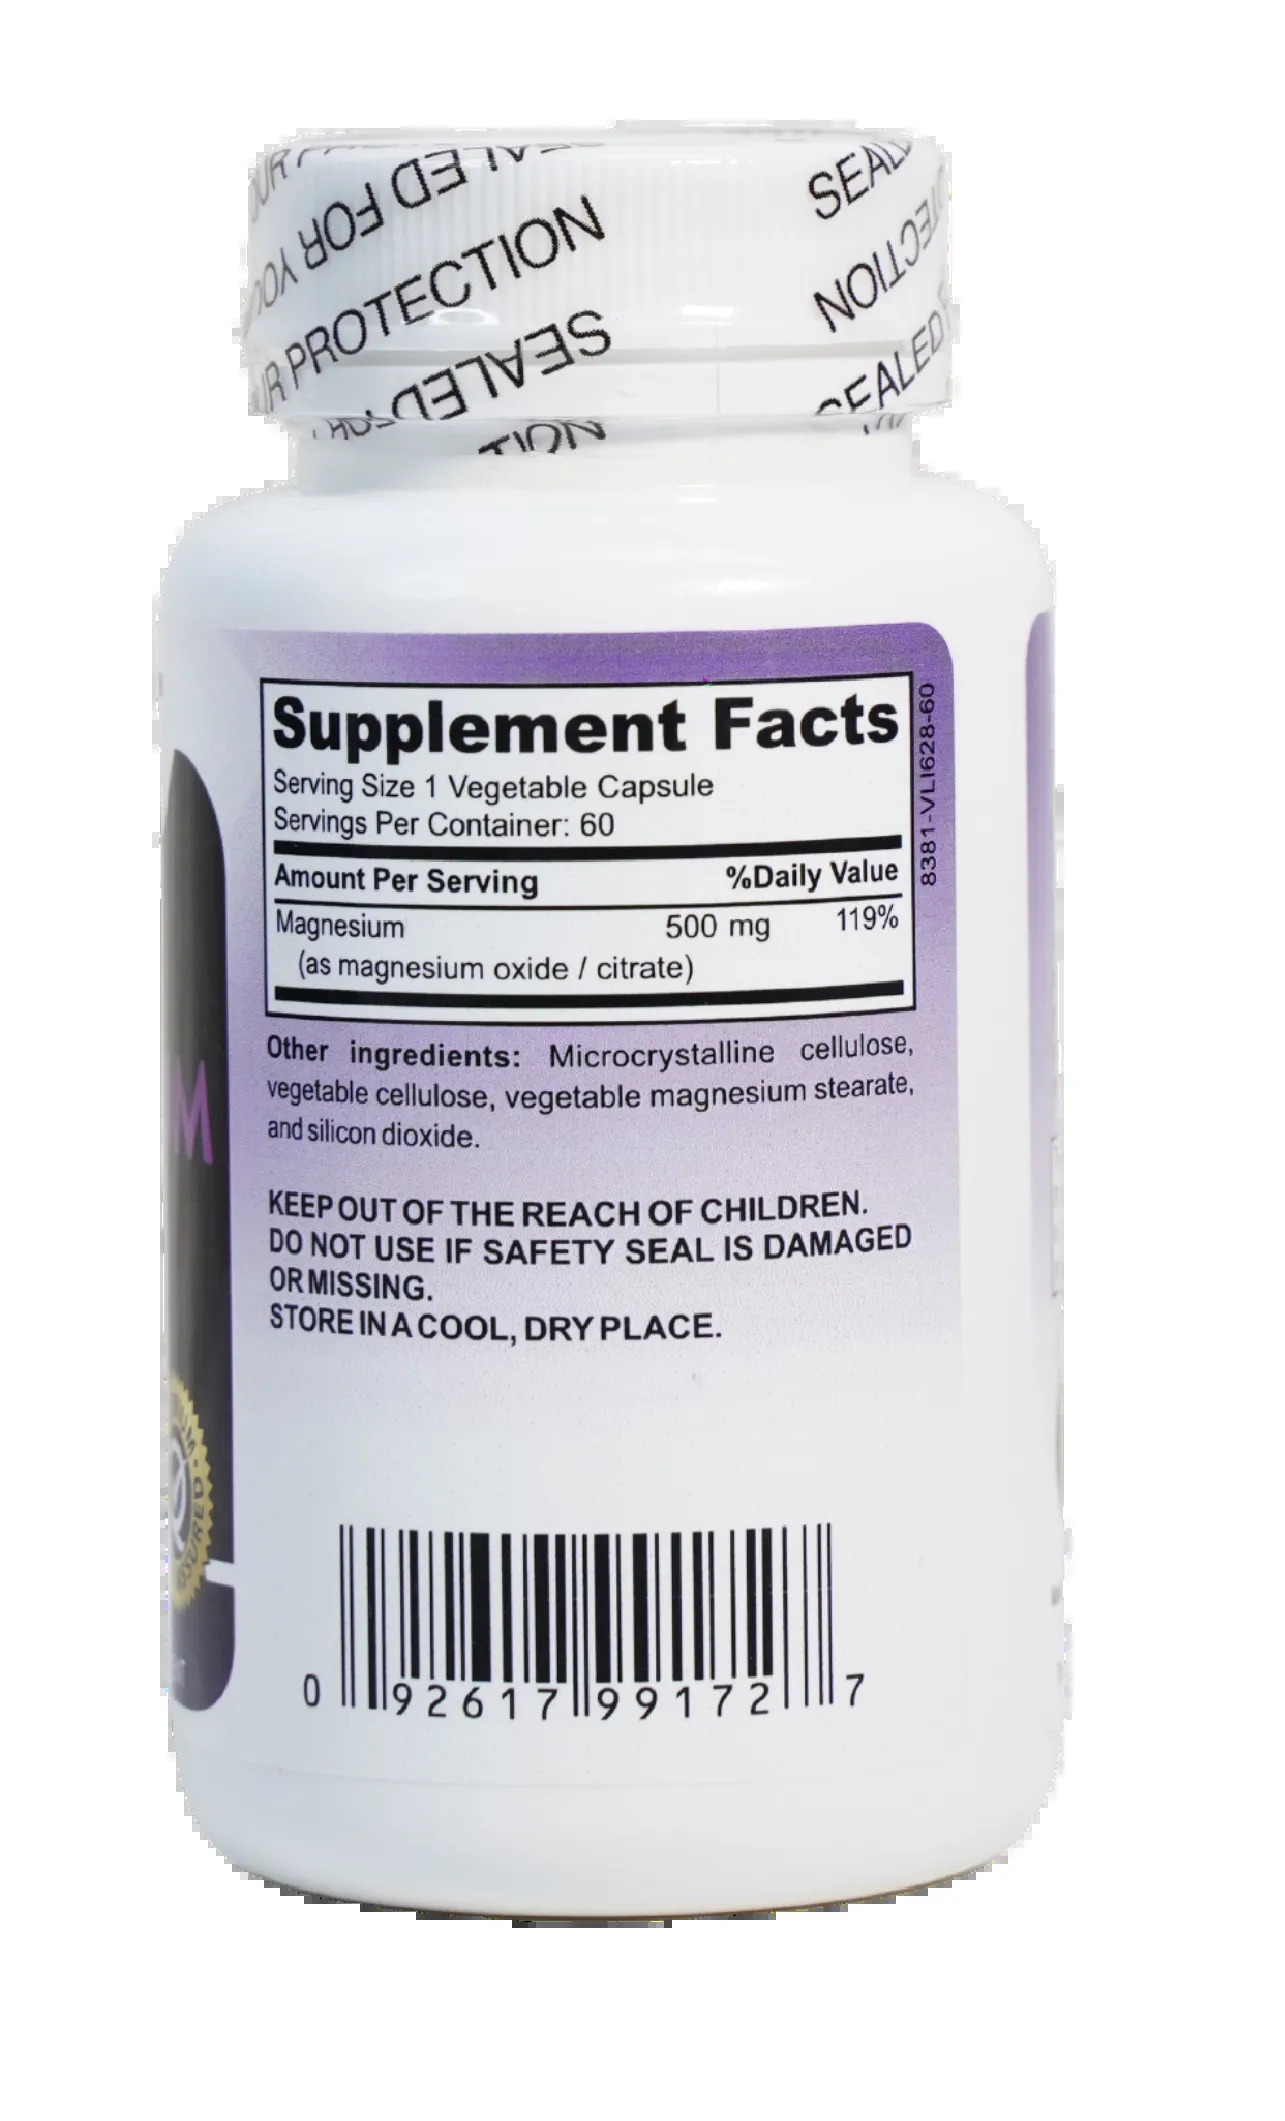 SEALED FOR YOUR PROTECTION
PROTECTION
SEALED
SEALED
Supplement Facts
Serving Size 1 Vegetable Capsule
Servings Per Container: 60
Amount Per Serving %Daily Value
Magnesium 500 mg 119%
(as magnesium oxide / citrate)
8381-VLI628-60
Other ingredients: Microcrystalline cellulose,
vegetable cellulose, vegetable magnesium stearate,
and silicon dioxide.
KEEP OUT OF THE REACH OF CHILDREN.
DO NOT USE IF SAFETY SEAL IS DAMAGED
OR MISSING.
STORE IN A COOL, DRY PLACE.
0 92617 99172 7